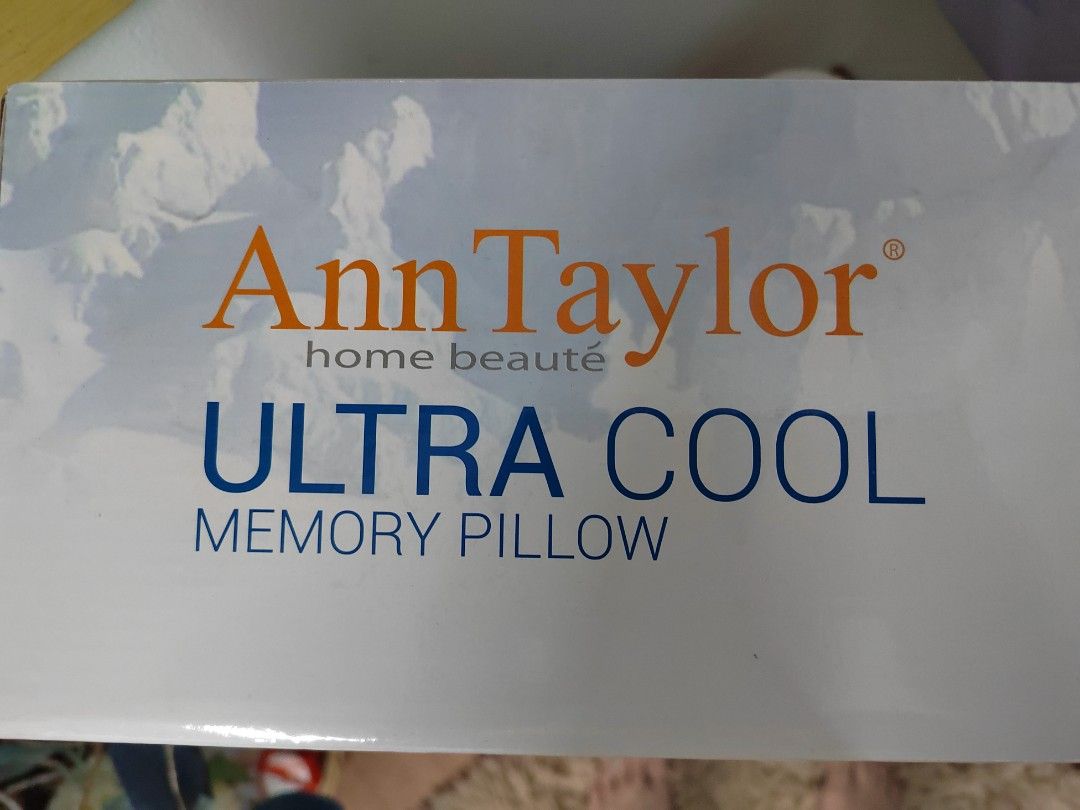 AnnTaylor®
home beauté
ULTRA COOL
MEMORY PILLOW